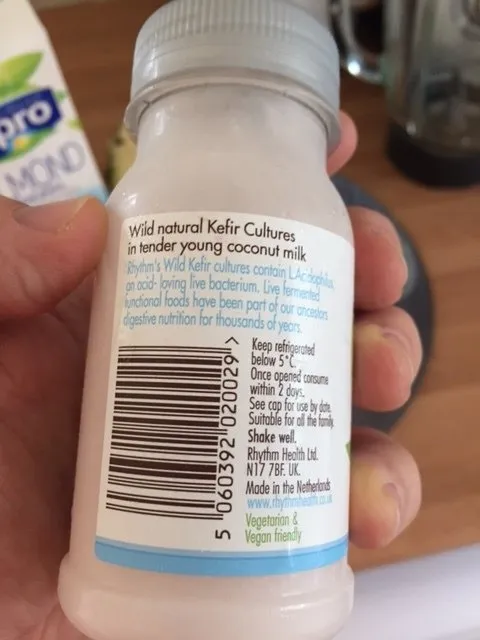 pro
MOND
Wild natural Kefir Cultures
in tender young coconut milk
Rhythm's Wild Kefir cultures contain L.Acidophilus,
an acid-loving live bacterium. Live fermented
functional foods have been part of our ancestors
digestive nutrition for thousands of years.
Keep refrigerated
below 5°C.
Once opened consume
within 2 days.
See cap for use by date.
Suitable for all the family.
Shake well.
Rhythm Health Ltd.
N17 7BF. UK.
Made in the Netherlands
www.rhythmhealth.co.uk
Vegetarian &
Vegan friendly
5 060392 020029 >